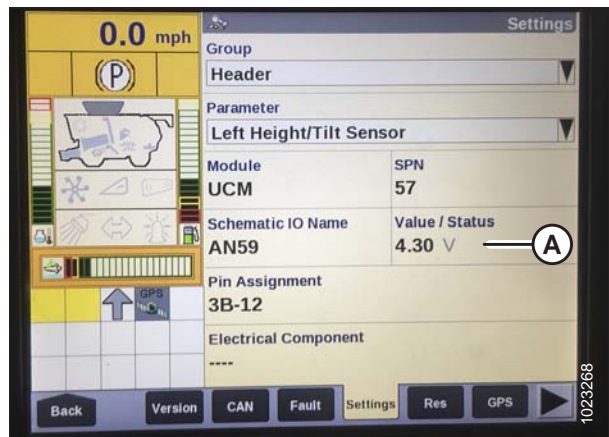 0.0 mph
(P)
Settings
Group
Header
Parameter
Left Height/Tilt Sensor
Module
UCM
SPN
57
Schematic IO Name
AN59
Value / Status
4.30 V
A
Pin Assignment
3B-12
Electrical Component
----
GPS
Back
Version
CAN
Fault
Settings
Res
GPS
1023268